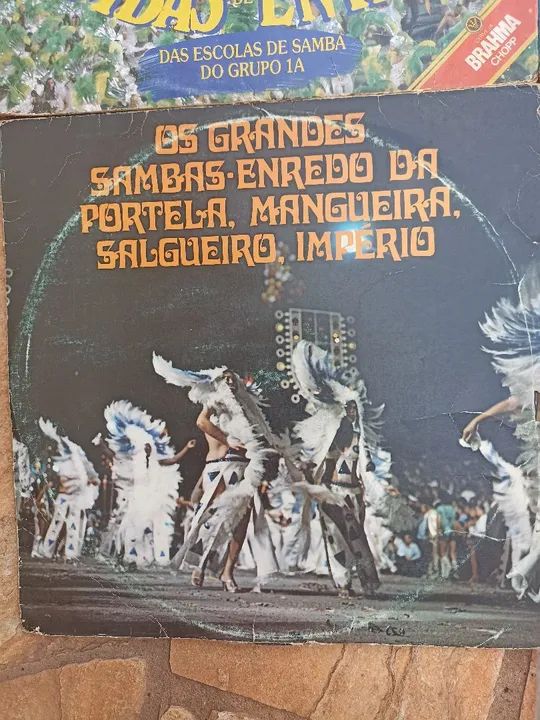 DAS ESCOLAS DE SAMBA
DO GRUPO 1A
BRAHMA
CHOPP
OS GRANDES
SAMBAS-ENREDO DA
PORTELA, MANGUEIRA,
SALGUEIRO, IMPÉRIO